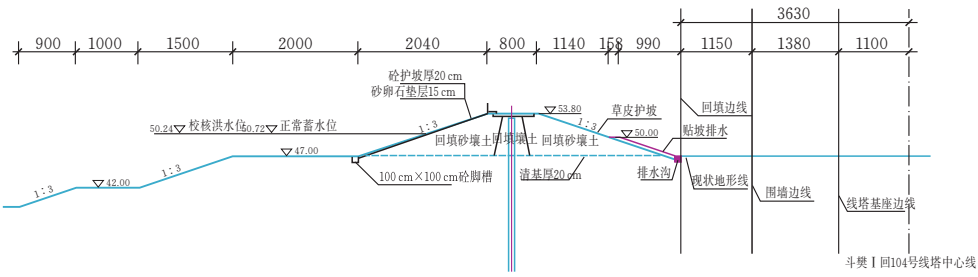 3630
900 1000 1500 2000 2040 800 1140 158 990 1150 1380 1100
砼护坡厚20 cm
砂卵石垫层15 cm
53.80
草皮护坡
回填边线
50.24 校核洪水位 50.72 正常蓄水位
1:3
回填砂壤土 回填壤土 回填砂壤土
1:3
50.00
贴坡排水
47.00
1:3
1:3
42.00
100 cm×100 cm砼脚槽
清基厚20 cm
排水沟
现状地形线
围墙边线
线塔基座边线
斗樊Ⅰ回104号线塔中心线